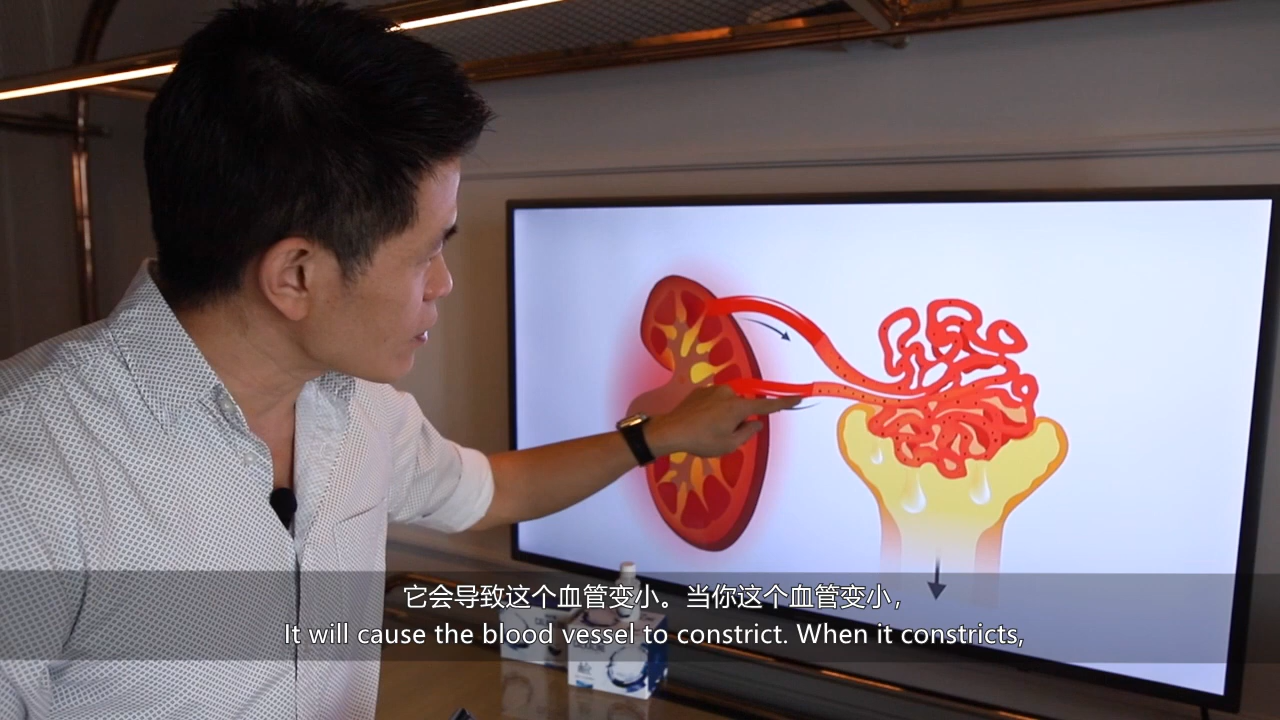 它会导致这个血管变小。当你这个血管变小，
It will cause the blood vessel to constrict. When it constricts,